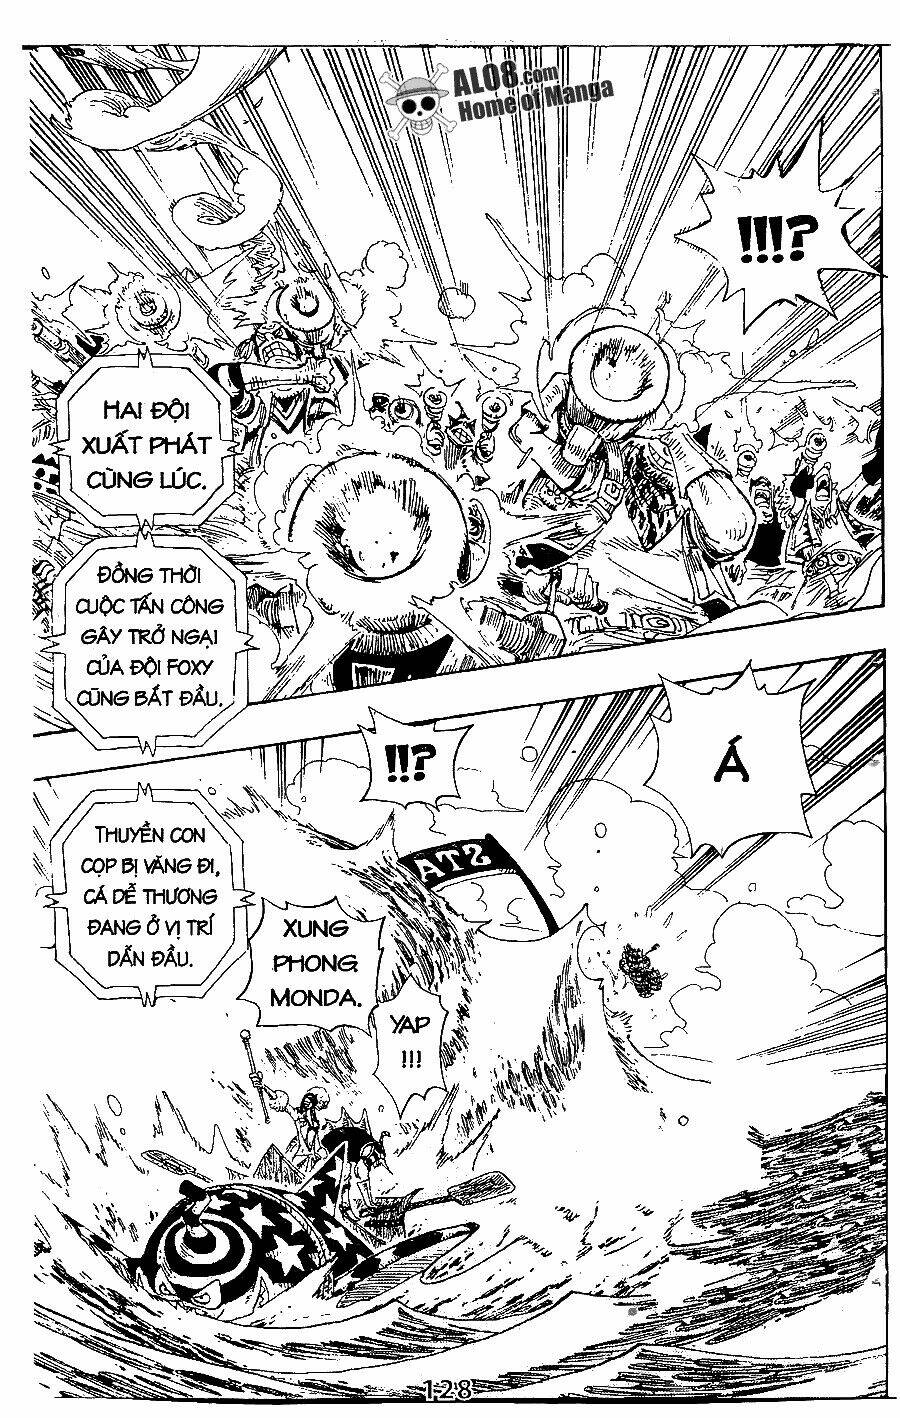 AL08.com
Home of Manga
!!!?
HAI ĐỘI
XUẤT PHÁT
CÙNG LÚC.
ĐỒNG THỜI
CUỘC TẤN CÔNG
GÂY TRỞ NGẠI
CỦA ĐỘI FOXY
CŨNG BẮT ĐẦU.
Á
!!?
THUYỀN CON
CỌP BỊ VĂNG ĐI,
CÁ DỄ THƯƠNG
ĐANG Ở VỊ TRÍ
DẪN ĐẦU.
STA
XUNG
PHONG
MONDA.
YAP
!!!
128